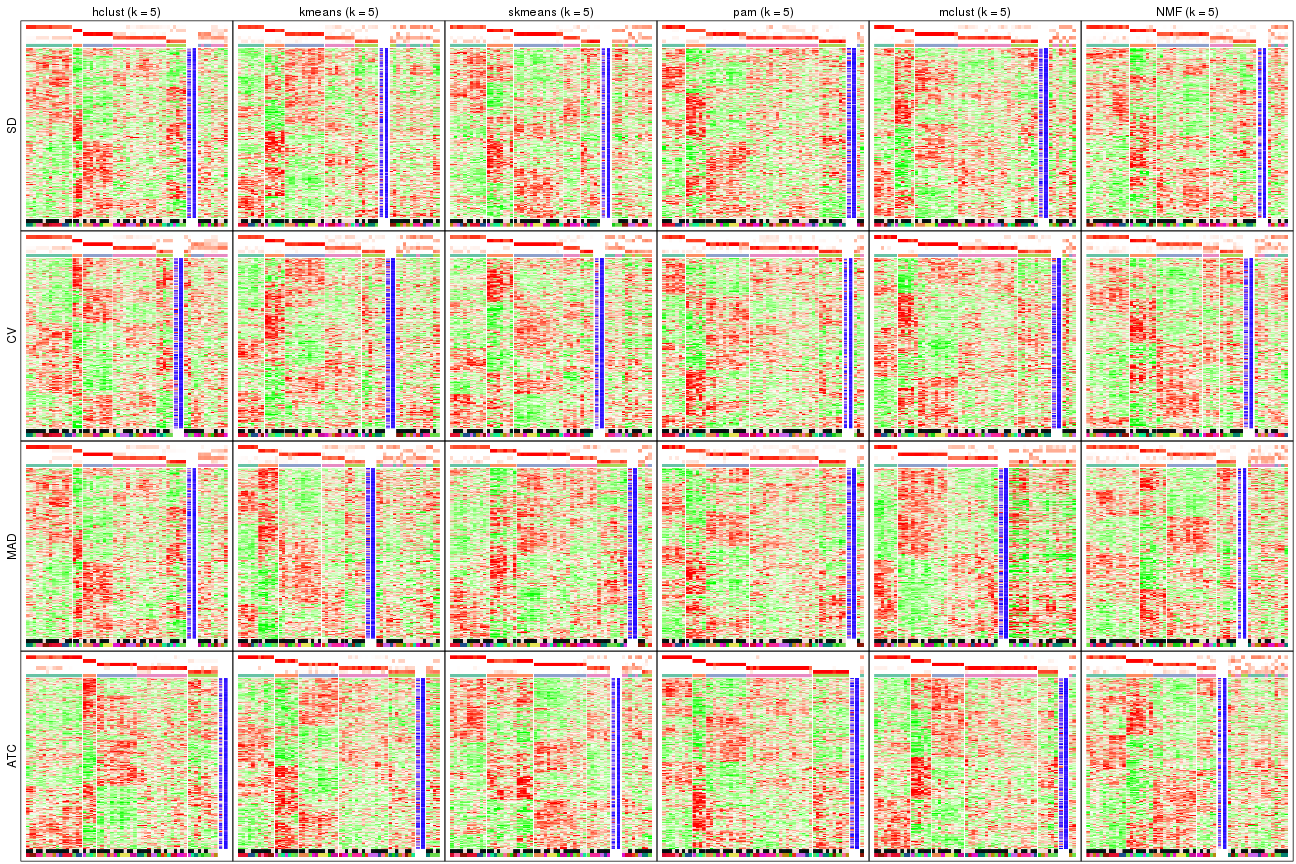 hclust (k = 5)
kmeans (k = 5)
skmeans (k = 5)
pam (k = 5)
mclust (k = 5)
NMF (k = 5)
SD
CV
MAD
ATC